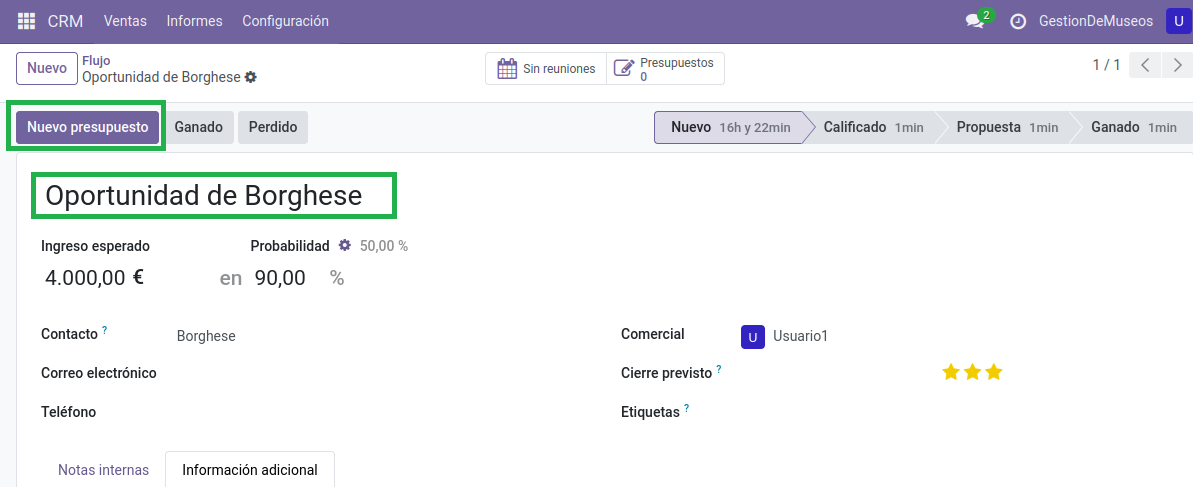 CRM Ventas Informes Configuración 2 GestionDeMuseos U
Nuevo Flujo
Oportunidad de Borghese
Sin reuniones
Presupuestos
0
1 / 1
Nuevo presupuesto Ganado Perdido
Nuevo 16h y 22min Calificado 1min Propuesta 1min Ganado 1min
Oportunidad de Borghese
Ingreso esperado Probabilidad 50,00 %
4.000,00 € en 90,00 %
Contacto ? Borghese Comercial U Usuario1
Correo electrónico Cierre previsto ?
Teléfono Etiquetas ?
Notas internas Información adicional